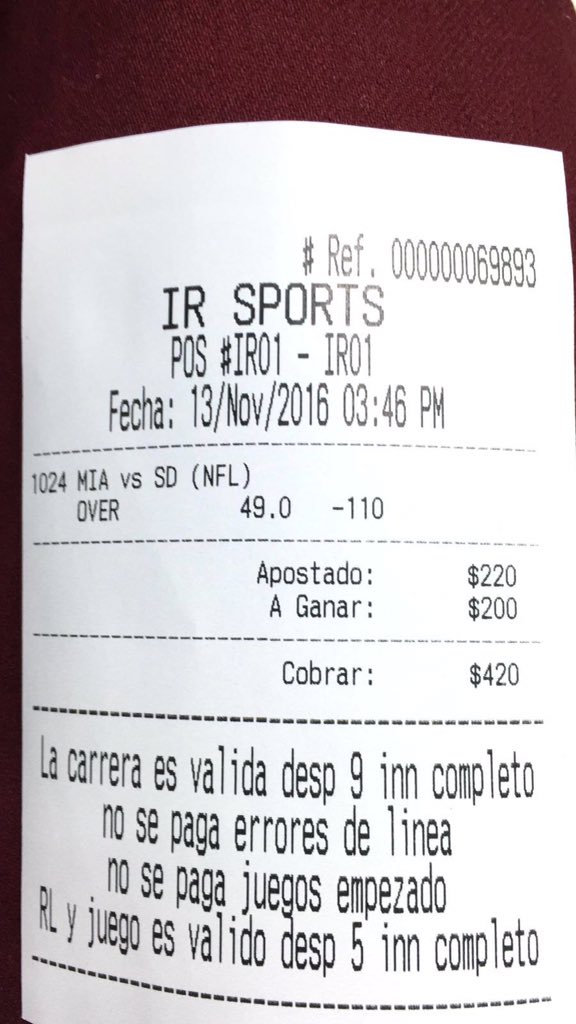 # Ref. 000000069893
IR SPORTS
POS #IR01 - IR01
Fecha: 13/Nov/2016 03:46 PM
1024 MIA vs SD (NFL)
OVER 49.0 -110
Apostado: $220
A Ganar: $200
Cobrar: $420
La carrera es valida desp 9 inn completo
no se paga errores de linea
no se paga juegos empezado
RL y juego es valido desp 5 inn completo